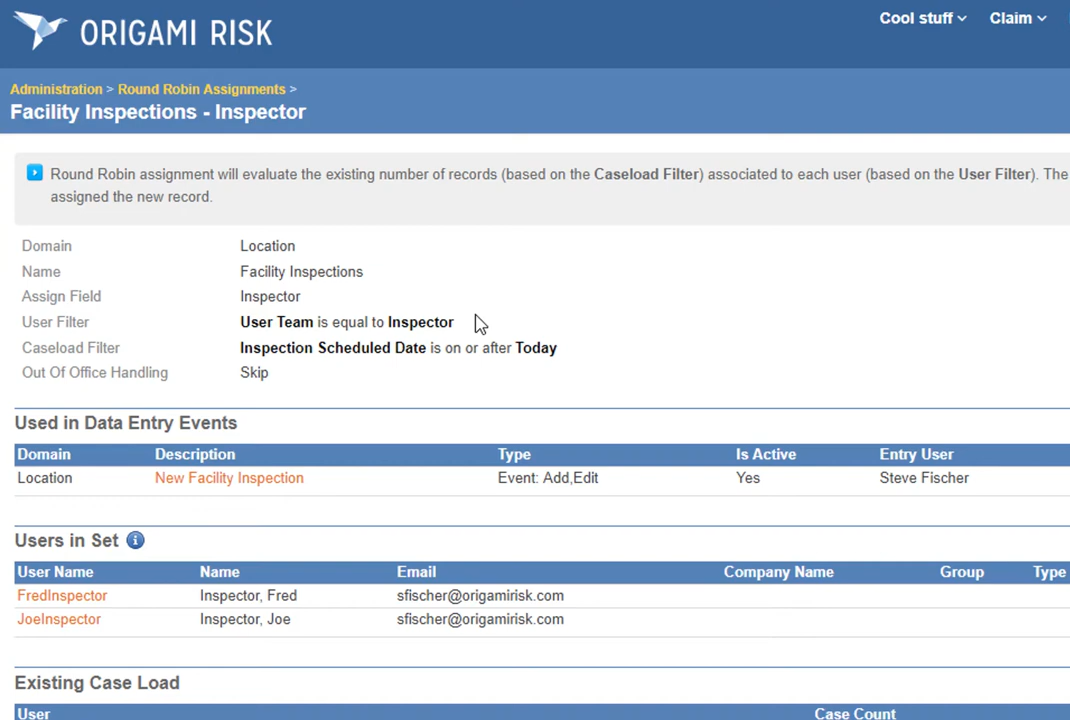 ORIGAMI RISK
Cool stuff Claim
Administration > Round Robin Assignments >
Facility Inspections - Inspector
Round Robin assignment will evaluate the existing number of records (based on the Caseload Filter) associated to each user (based on the User Filter). The
assigned the new record.
Domain Location
Name Facility Inspections
Assign Field Inspector
User Filter User Team is equal to Inspector
Caseload Filter Inspection Scheduled Date is on or after Today
Out Of Office Handling Skip
Used in Data Entry Events
Domain Description Type Is Active Entry User
Location New Facility Inspection Event: Add,Edit Yes Steve Fischer
Users in Set
User Name Name Email Company Name Group Type
FredInspector Inspector, Fred sfischer@origamirisk.com
JoeInspector Inspector, Joe sfischer@origamirisk.com
Existing Case Load
User Case Count